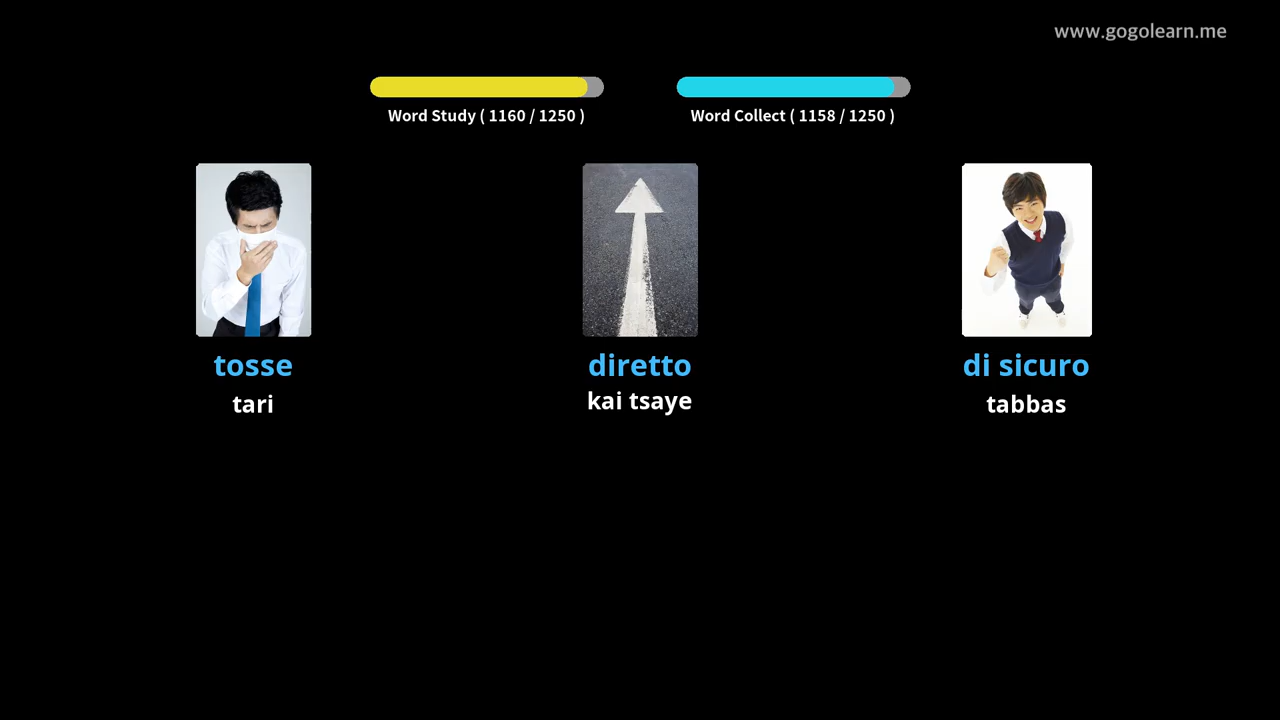 www.gogolearn.me
Word Study ( 1160 / 1250 )
Word Collect ( 1158 / 1250 )
tosse
tari
diretto
kai tsaye
di sicuro
tabbas